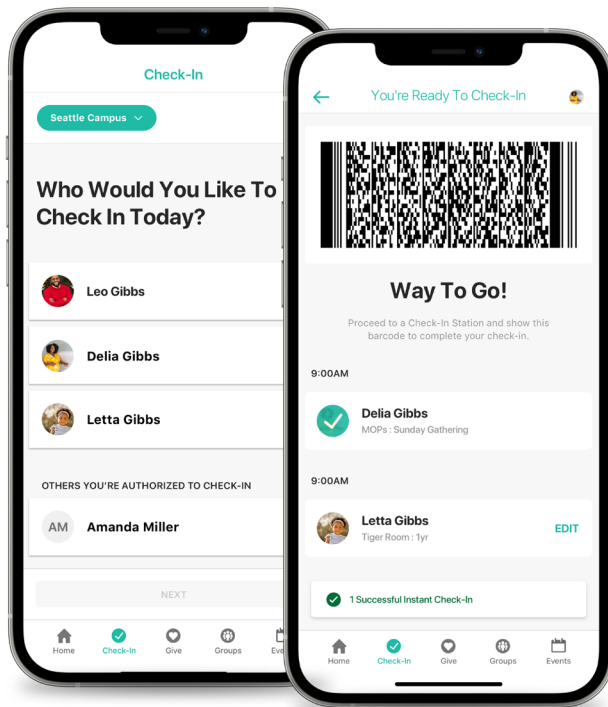 Check-In
Seattle Campus
Who Would You Like To
Check In Today?
Leo Gibbs
Delia Gibbs
Letta Gibbs
OTHERS YOU'RE AUTHORIZED TO CHECK-IN
AM
Amanda Miller
NEXT
Home
Check-In
Give
Groups
Eve
You're Ready To Check-In
Way To Go!
Proceed to a Check-In Station and show this
barcode to complete your check-in.
9:00AM
Delia Gibbs
MOPs : Sunday Gathering
9:00AM
Letta Gibbs
Tiger Room : 1yr
EDIT
1 Successful Instant Check-In
Home
Check-In
Give
Groups
Events